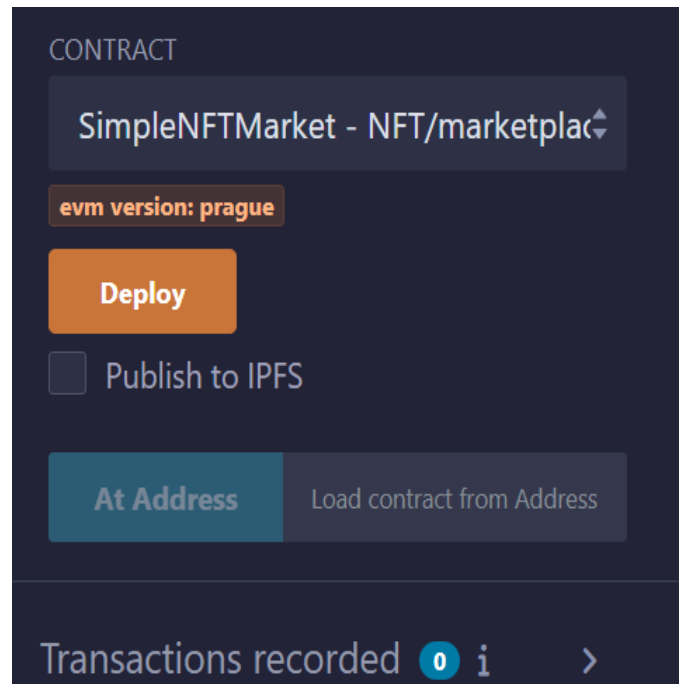 CONTRACT
SimpleNFTMarket - NFT/marketplac
evm version: prague
Deploy
Publish to IPFS
At Address Load contract from Address
Transactions recorded 0 i >